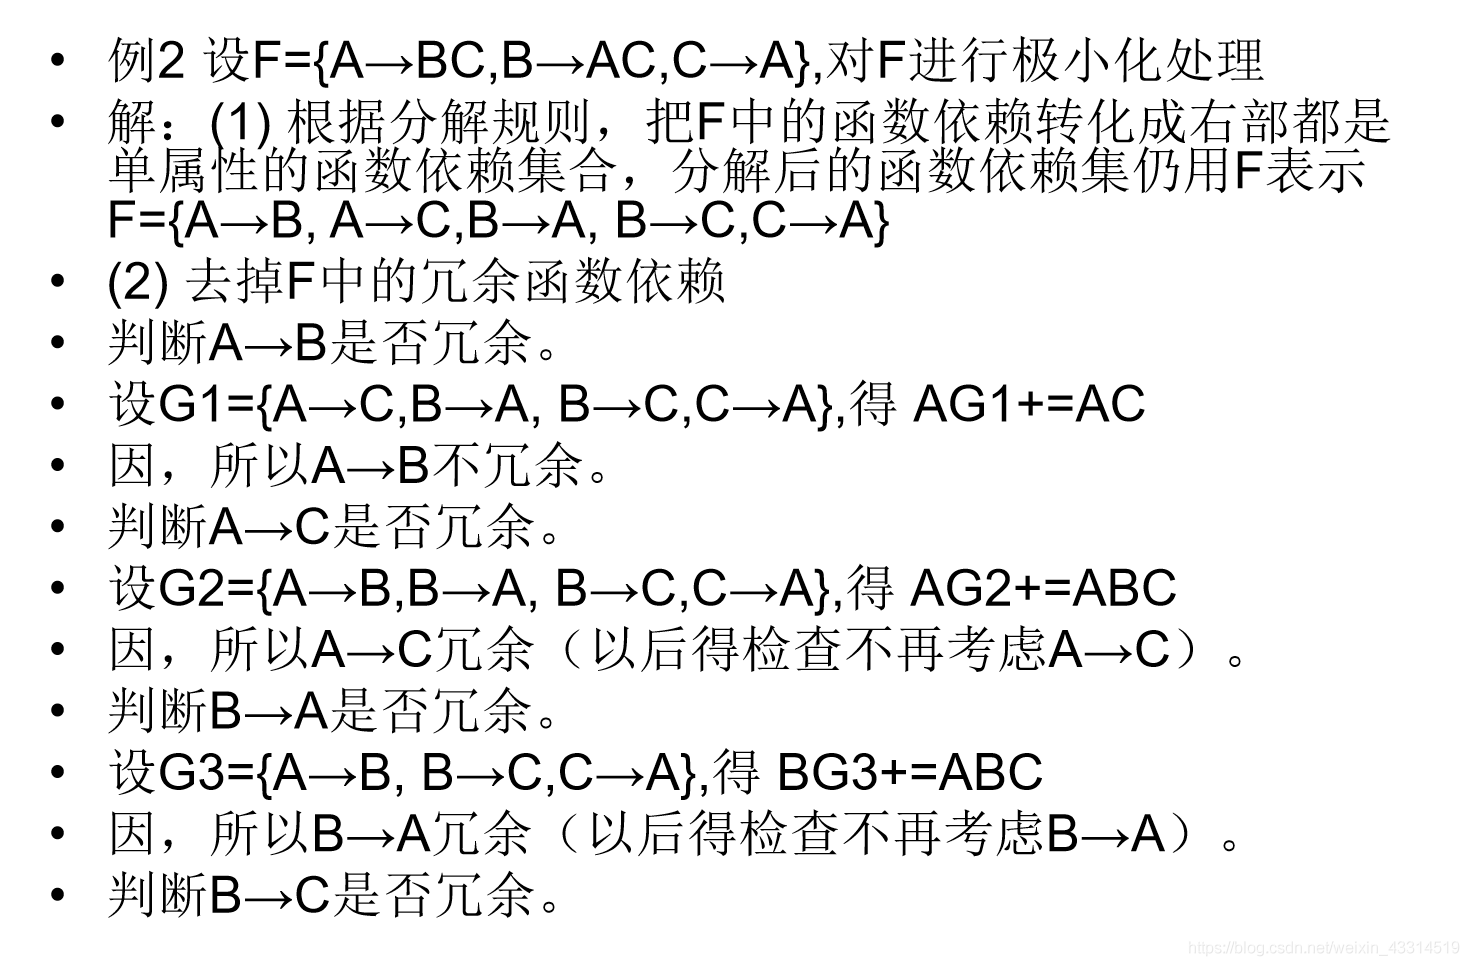 • 例2 设F={A→BC,B→AC,C→A},对F进行极小化处理
• 解：(1) 根据分解规则，把F中的函数依赖转化成右部都是
单属性的函数依赖集合，分解后的函数依赖集仍用F表示
F={A→B, A→C,B→A, B→C,C→A}
• (2) 去掉F中的冗余函数依赖
• 判断A→B是否冗余。
• 设G1={A→C,B→A, B→C,C→A},得 AG1+=AC
• 因，所以A→B不冗余。
• 判断A→C是否冗余。
• 设G2={A→B,B→A, B→C,C→A},得 AG2+=ABC
• 因，所以A→C冗余（以后得检查不再考虑A→C）。
• 判断B→A是否冗余。
• 设G3={A→B, B→C,C→A},得 BG3+=ABC
• 因，所以B→A冗余（以后得检查不再考虑B→A）。
• 判断B→C是否冗余。
https://blog.csdn.net/weixin_43314519